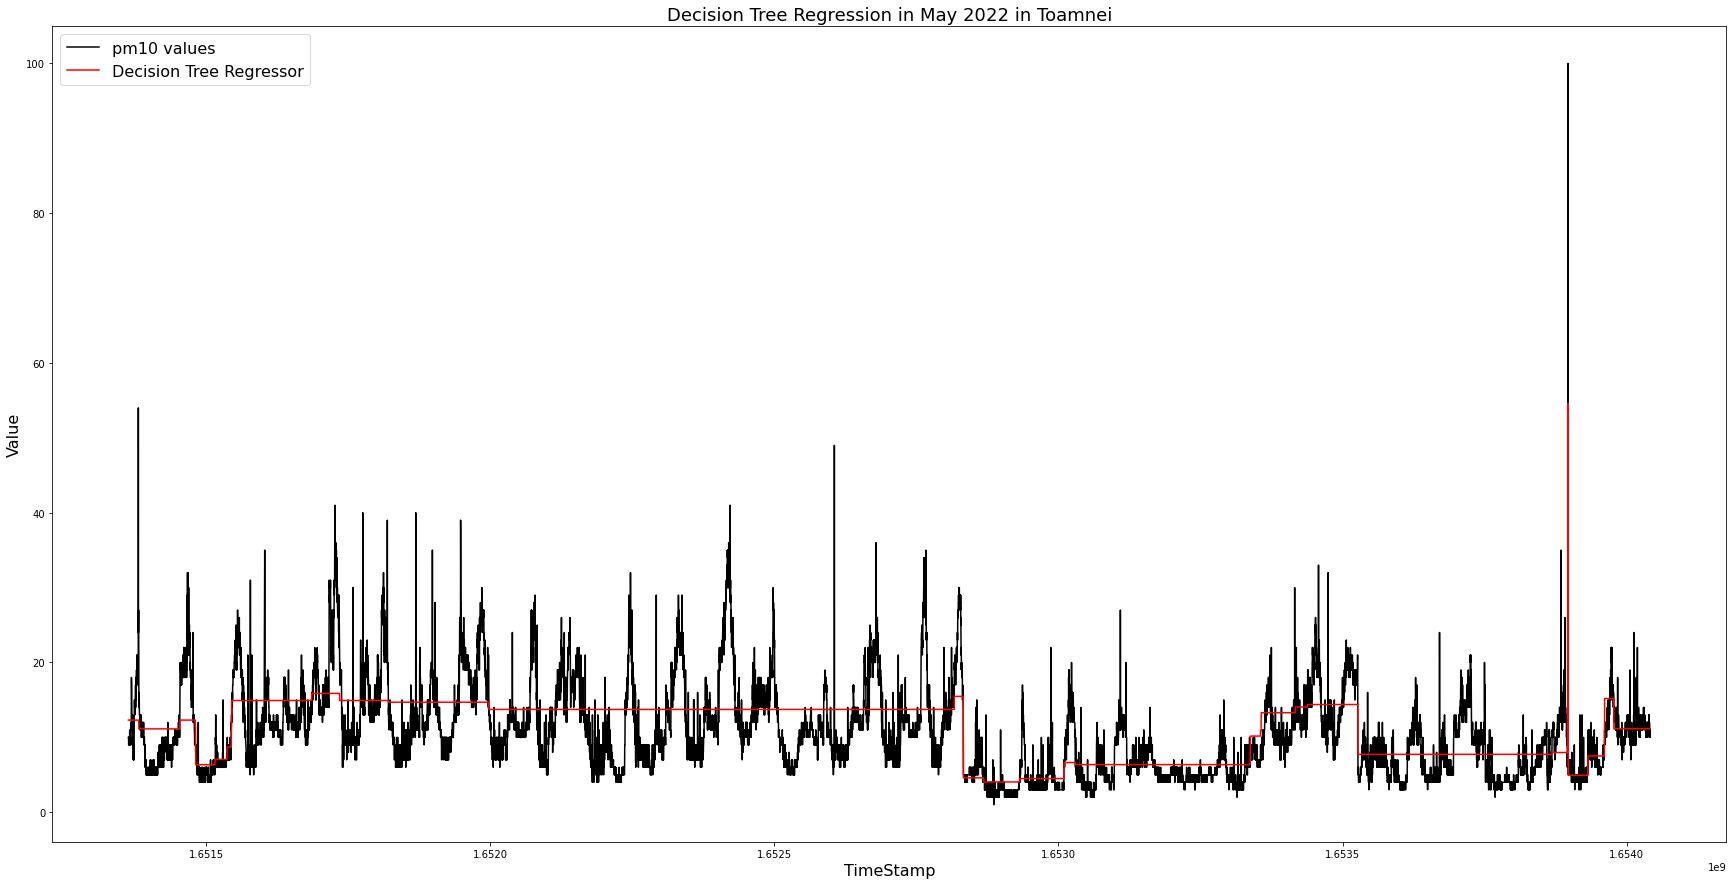 Decision Tree Regression in May 2022 in Toamnei
pm10 values
Decision Tree Regressor
100
80
60
40
20
0
Value
1.6515
1.6520
1.6525
1.6530
1.6535
1.6540
1e9
TimeStamp